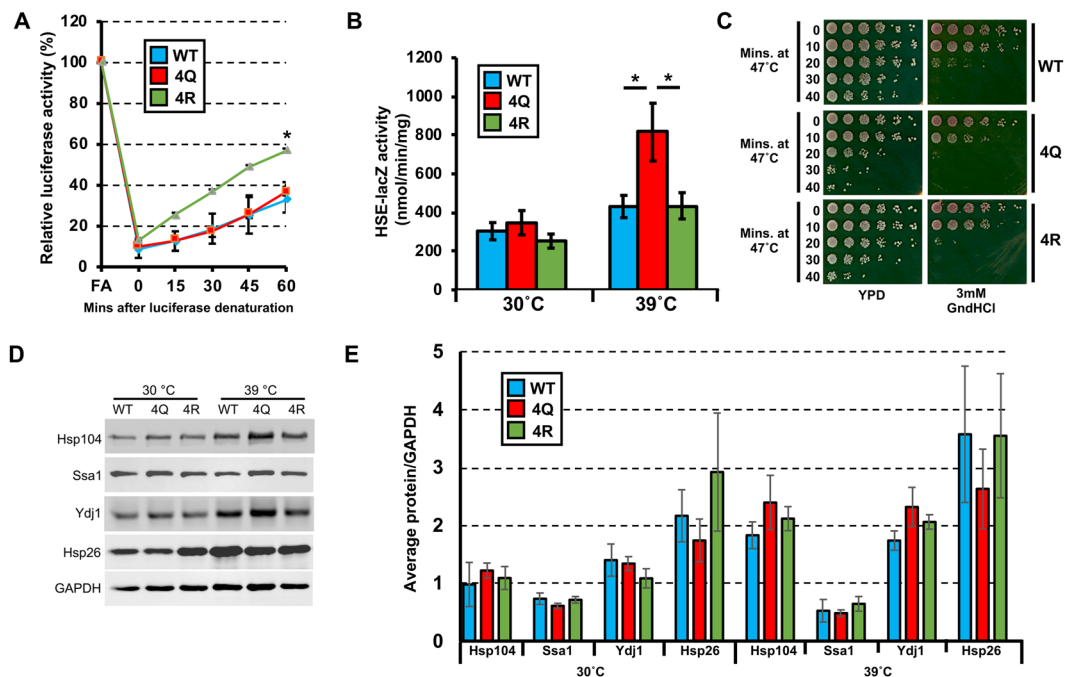 A
Relative luciferase activity (%)
120
100
80
60
40
20
0
WT
4Q
4R
*
FA 0 15 30 45 60
Mins after luciferase denaturation
B
HSE-lacZ activity
(nmol/min/mg)
1200
1000
800
600
400
200
0
WT
4Q
4R
* *
30˚C 39˚C
C
Mins. at
47˚C
0
10
20
30
40
WT
Mins. at
47˚C
0
10
20
30
40
4Q
Mins. at
47˚C
0
10
20
30
40
4R
YPD
3mM
GndHCl
D
30 °C 39 °C
WT 4Q 4R WT 4Q 4R
Hsp104
Ssa1
Ydj1
Hsp26
GAPDH
E
Average protein/GAPDH
5
4
3
2
1
0
WT
4Q
4R
Hsp104 Ssa1 Ydj1 Hsp26 Hsp104 Ssa1 Ydj1 Hsp26
30˚C 39˚C